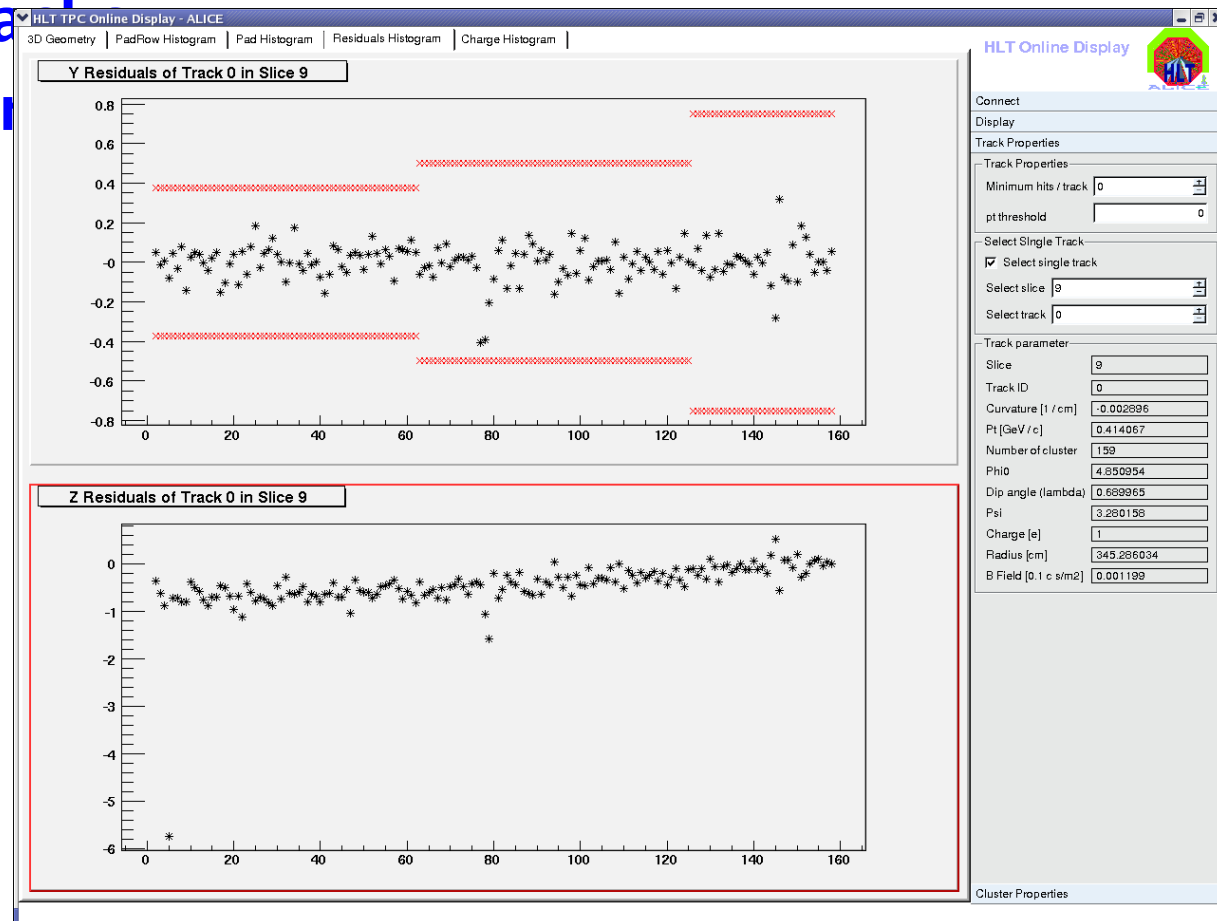 HLT TPC Online Display - ALICE
3D Geometry
PadRow Histogram
Pad Histogram
Residuals Histogram
Charge Histogram
Y Residuals of Track 0 in Slice 9
0.8
0.6
0.4
0.2
-0
-0.2
-0.4
-0.6
-0.8
0 20 40 60 80 100 120 140 160
Z Residuals of Track 0 in Slice 9
0
-1
-2
-3
-4
-5
-6
0 20 40 60 80 100 120 140 160
HLT Online Display
HLT
ALICE
Connect
Display
Track Properties
Track Properties
Minimum hits / track 0
pt threshold 0
Select SIngle Track
Select single track
Select slice 9
Select track 0
Track parameter
Slice 9
Track ID 0
Curvature [1 / cm] -0.002896
Pt [GeV / c] 0.414067
Number of cluster 159
Phi0 4.850954
Dip angle (lambda) 0.689965
Psi 3.280158
Charge [e] 1
Radius [cm] 345.286034
B Field [0.1 c s/m2] 0.001199
Cluster Properties